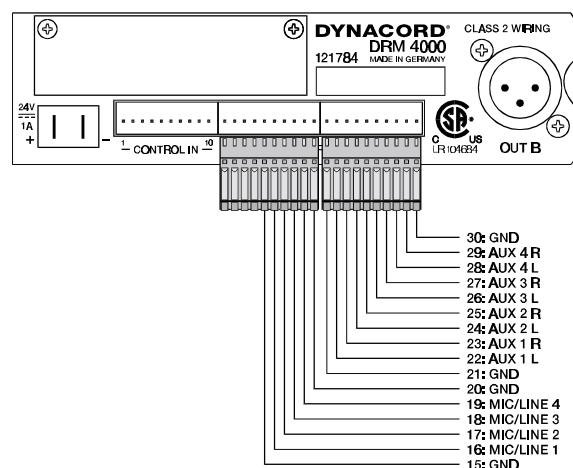 DYNACORD®
DRM 4000
121784 MADE IN GERMANY
CLASS 2 WIRING
24V
1A
+ -
1 CONTROL IN 10
SA
C US
LR104684
OUT B
30: GND
29: AUX 4 R
28: AUX 4 L
27: AUX 3 R
26: AUX 3 L
25: AUX 2 R
24: AUX 2 L
23: AUX 1 R
22: AUX 1 L
21: GND
20: GND
19: MIC/LINE 4
18: MIC/LINE 3
17: MIC/LINE 2
16: MIC/LINE 1
15: GND